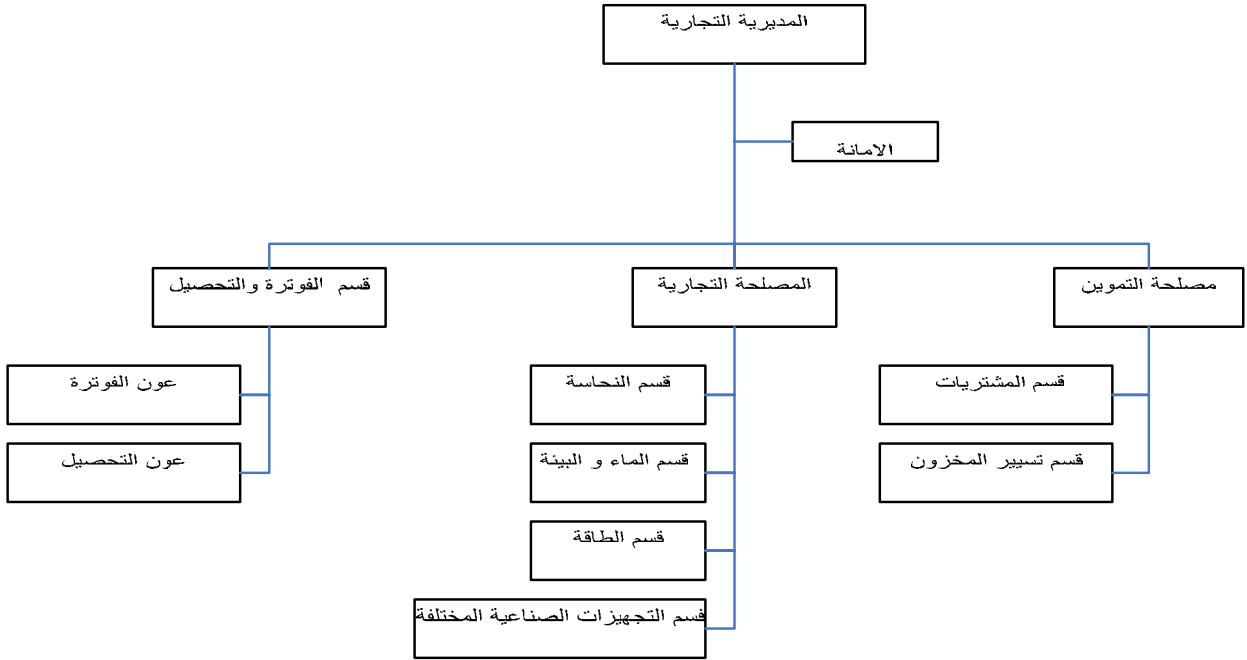 المديرية التجارية
الامانة
مصلحة التموين
المصلحة التجارية
قسم الفوترة والتحصيل
قسم المشتريات
قسم النحاسة
عون الفوترة
قسم تسيير المخزون
قسم الماء و البيئة
عون التحصيل
قسم الطاقة
قسم التجهيزات الصناعية المختلفة